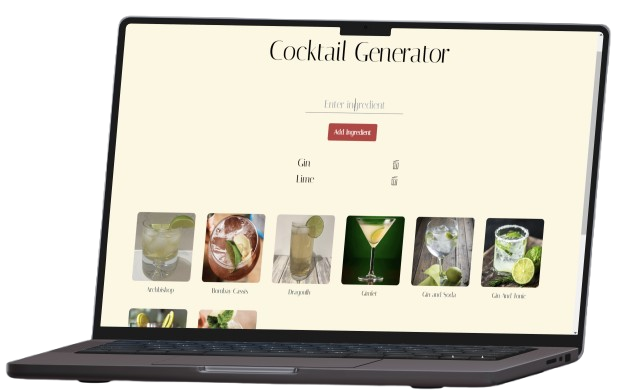 Cocktail Generator
Enter ingredient
Add Ingredient
Gin
Lime
Archbishop
Bombay Cassis
Dragonfly
Gimlet
Gin and Soda
Gin And Tonic